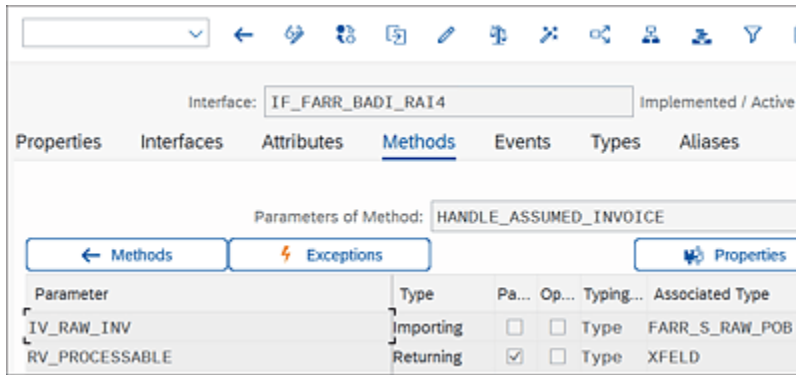 Interface: IF_FARR_BADI_RAI4 Implemented / Active
Properties Interfaces Attributes Methods Events Types Aliases
Parameters of Method: HANDLE_ASSUMED_INVOICE
Methods Exceptions Properties
Parameter Type Pa... Op... Typing... Associated Type
IV_RAW_INV Importing Type FARR_S_RAW_POB
RV_PROCESSABLE Returning Type XFELD